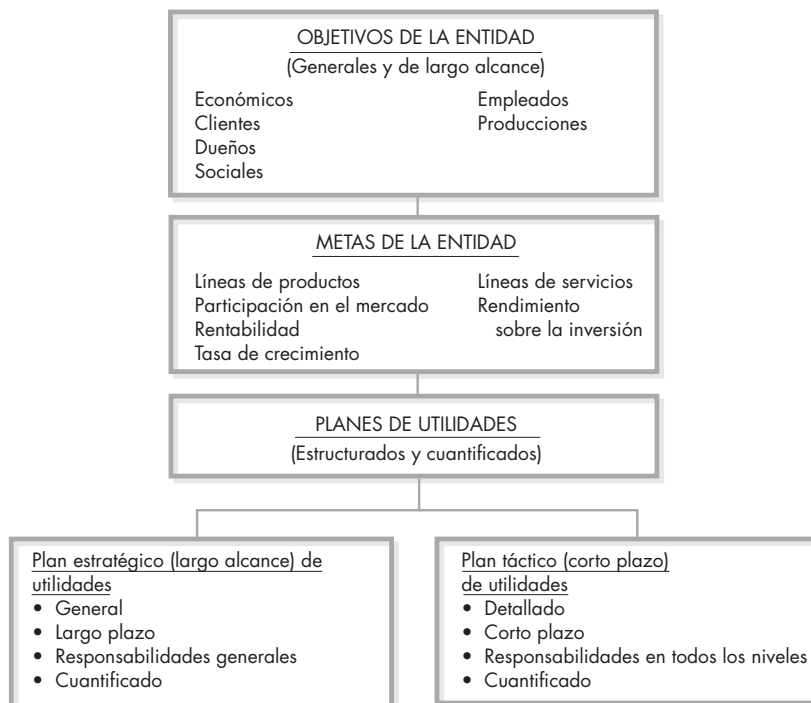 OBJETIVOS DE LA ENTIDAD
(Generales y de largo alcance)
Económicos
Clientes
Dueños
Sociales
Empleados
Producciones
METAS DE LA ENTIDAD
Líneas de productos
Participación en el mercado
Rentabilidad
Tasa de crecimiento
Líneas de servicios
Rendimiento
sobre la inversión
PLANES DE UTILIDADES
(Estructurados y cuantificados)
Plan estratégico (largo alcance) de
utilidades
• General
• Largo plazo
• Responsabilidades generales
• Cuantificado
Plan táctico (corto plazo)
de utilidades
• Detallado
• Corto plazo
• Responsabilidades en todos los niveles
• Cuantificado